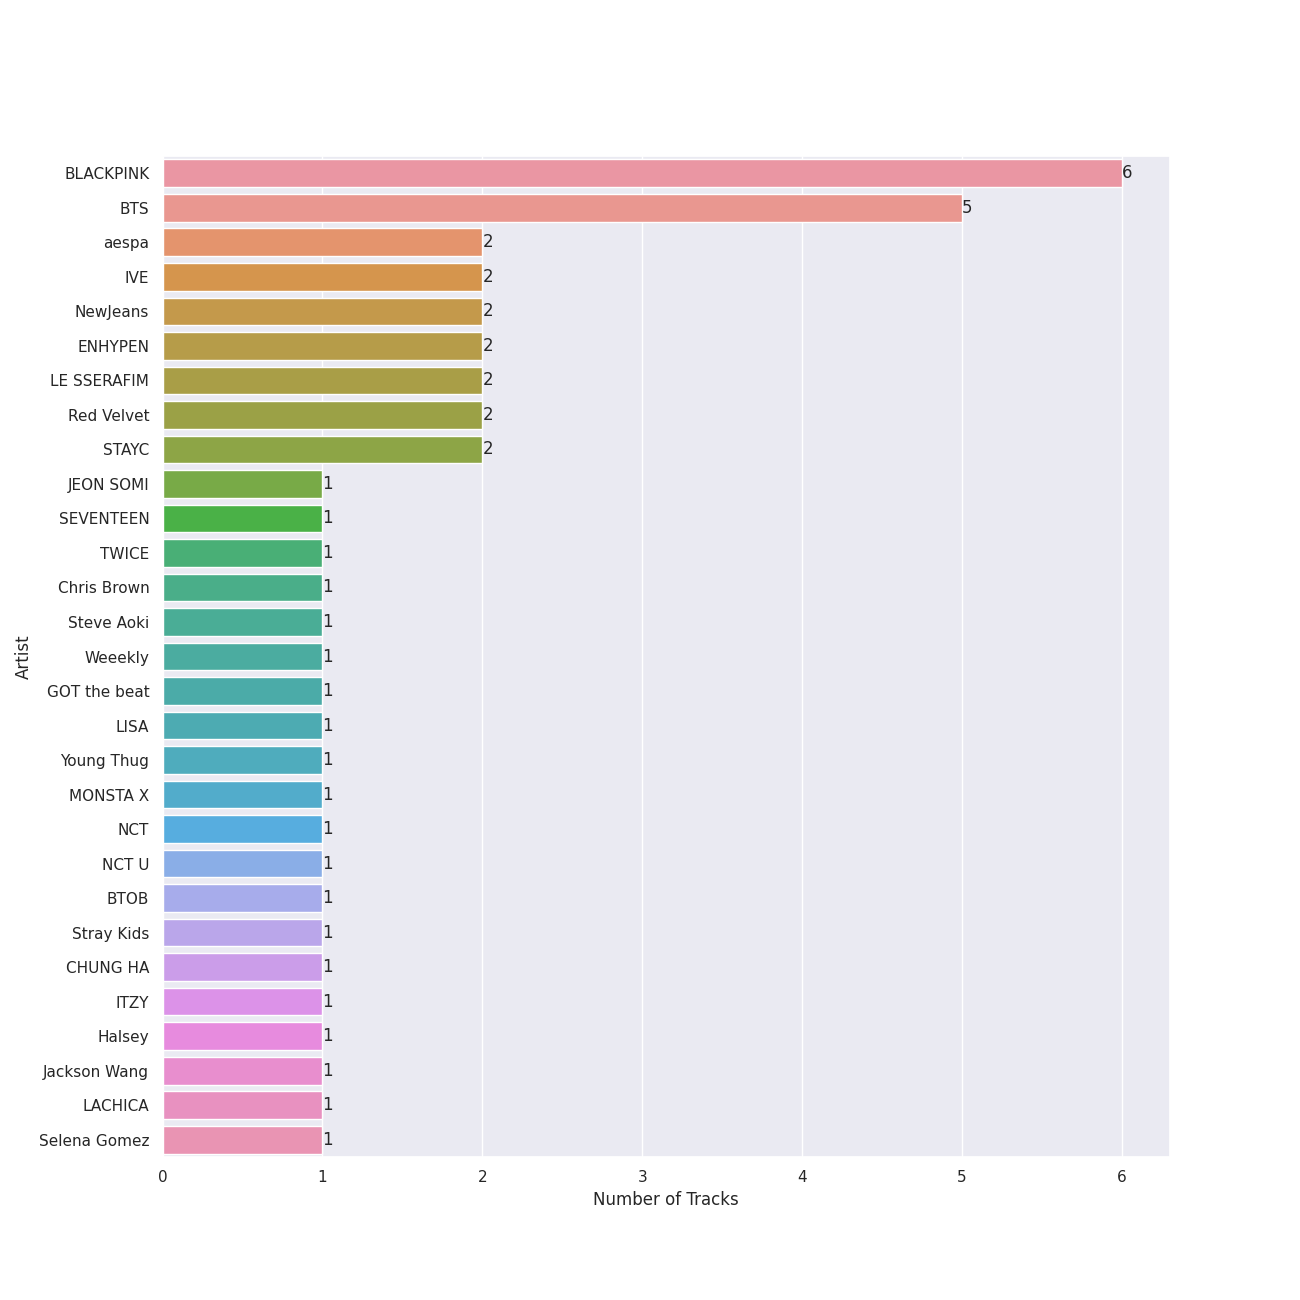 BLACKPINK 6
BTS 5
aespa 2
IVE 2
NewJeans 2
ENHYPEN 2
LE SSERAFIM 2
Red Velvet 2
STAYC 2
JEON SOMI 1
SEVENTEEN 1
TWICE 1
Chris Brown 1
Steve Aoki 1
Weeekly 1
GOT the beat 1
LISA 1
Young Thug 1
MONSTA X 1
NCT 1
NCT U 1
BTOB 1
Stray Kids 1
CHUNG HA 1
ITZY 1
Halsey 1
Jackson Wang 1
LACHICA 1
Selena Gomez 1
Artist
0 1 2 3 4 5 6
Number of Tracks